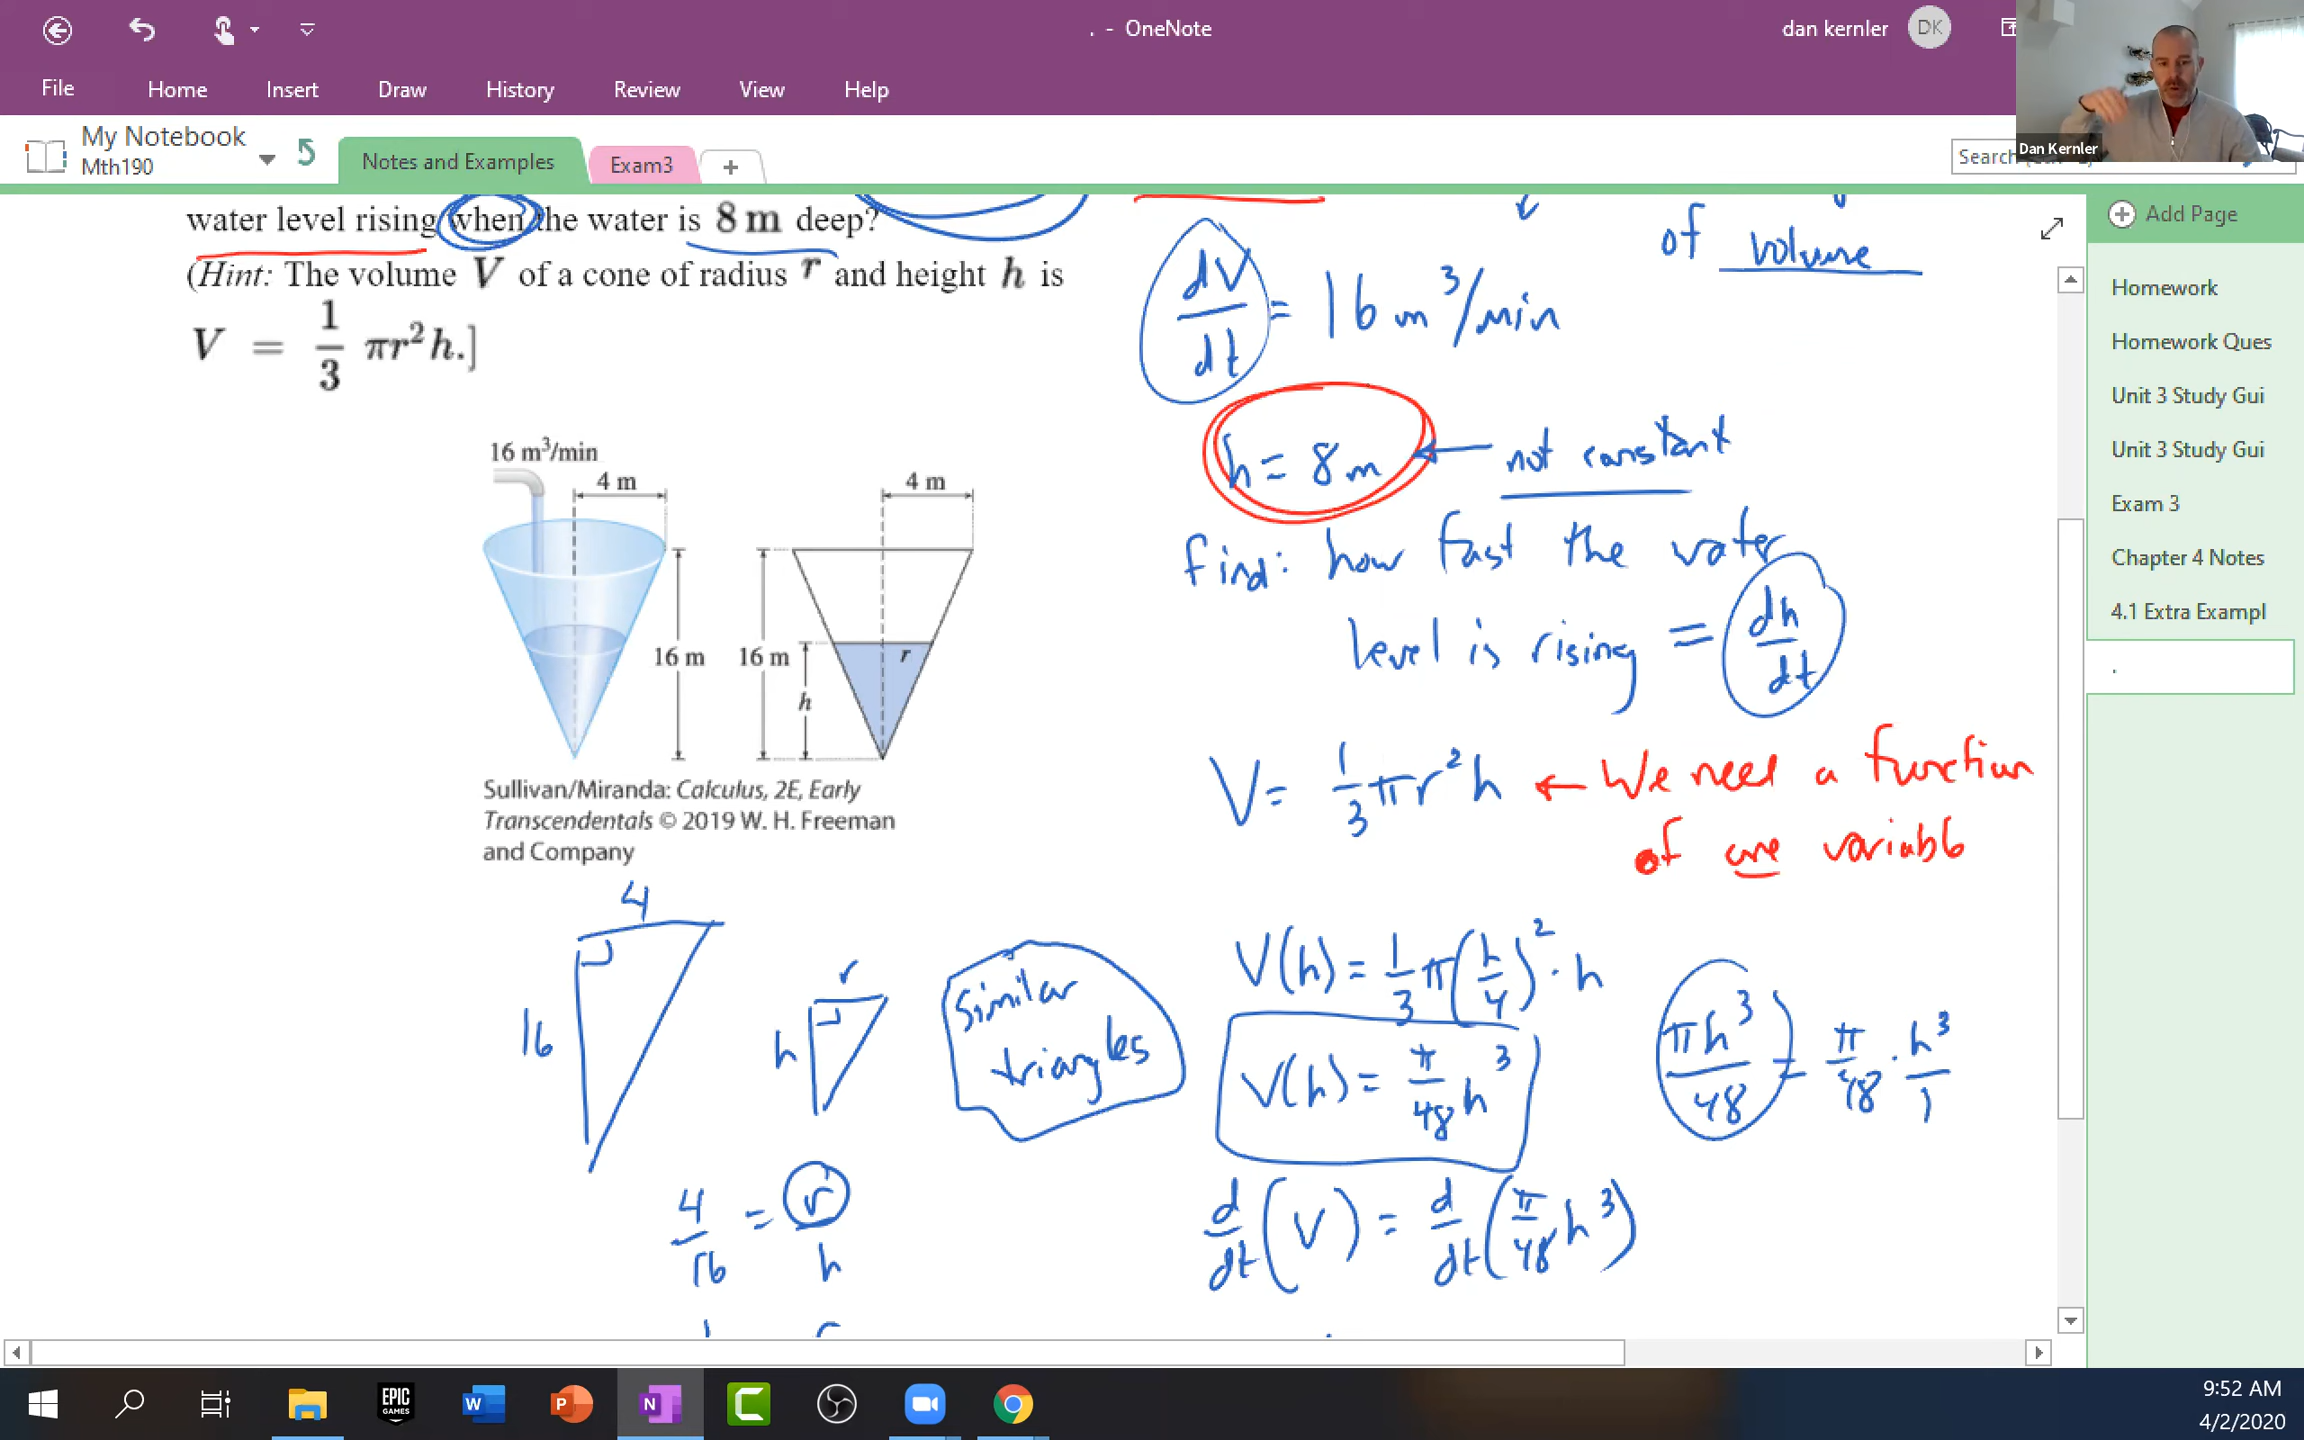 . - OneNote
dan kernler
DK
File
Home
Insert
Draw
History
Review
View
Help
Dan Kernler
My Notebook
Mth190
Notes and Examples
Exam3
+
Search
Add Page
Homework
Homework Ques
Unit 3 Study Gui
Unit 3 Study Gui
Exam 3
Chapter 4 Notes
4.1 Extra Exampl
.
water level rising when the water is 8 m deep?
(Hint: The volume V of a cone of radius r and height h is
V = 1/3 πr²h.]
of volume
dV/dt = 16 m³/min
h = 8m ← not constant
find: how fast the water
level is rising = dh/dt
16 m³/min
4 m
4 m
16 m
16 m
r
h
Sullivan/Miranda: Calculus, 2E, Early
Transcendentals © 2019 W. H. Freeman
and Company
V = 1/3 πr²h ← We need a function
of one variable
4
16
r
h
Similar
triangles
V(h) = 1/3 π(h/4)² · h
V(h) = π/48 h³
πh³/48 = π/48 · h³/1
4/16 = r/h
d/dt (V) = d/dt (π/48 h³)
EPIC
GAMES
W
P
N
C
9:52 AM
4/2/2020